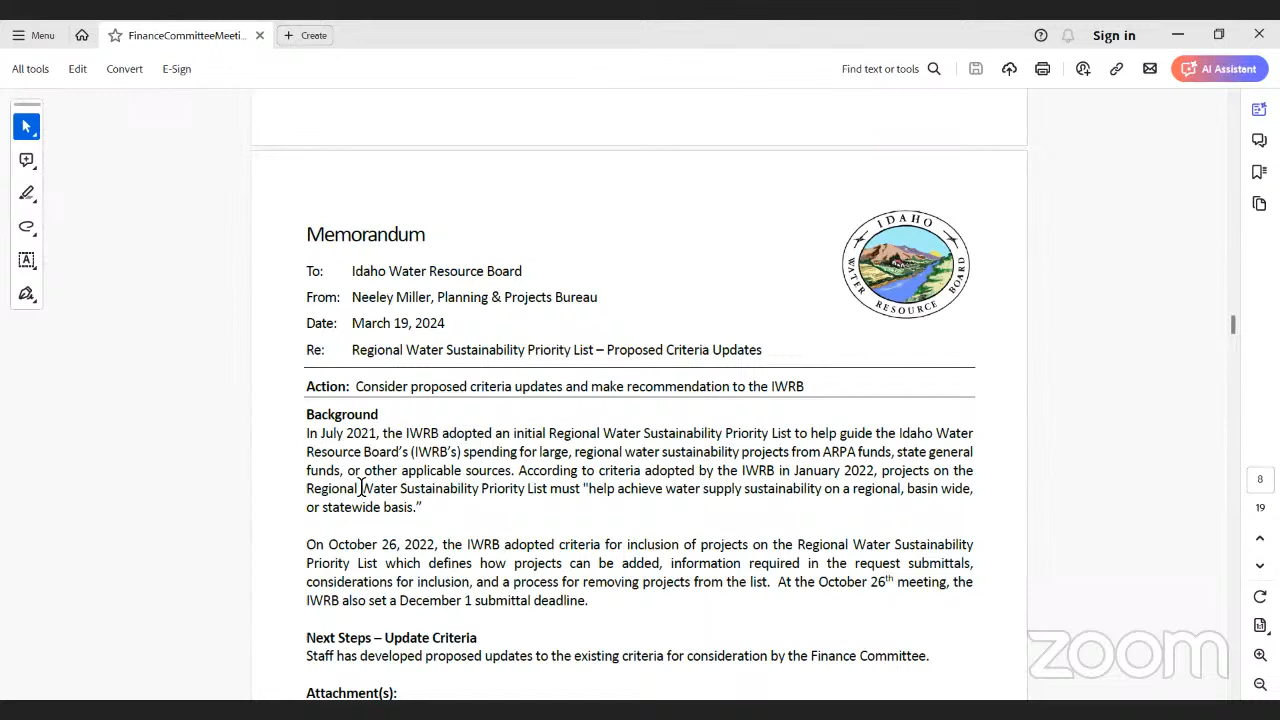 Menu
FinanceCommitteeMeeti...
Create
Sign in
All tools
Edit
Convert
E-Sign
Find text or tools
AI Assistant
Memorandum
IDAHO
WATER RESOURCE BOARD
To: Idaho Water Resource Board
From: Neeley Miller, Planning & Projects Bureau
Date: March 19, 2024
Re: Regional Water Sustainability Priority List – Proposed Criteria Updates
Action: Consider proposed criteria updates and make recommendation to the IWRB
Background
In July 2021, the IWRB adopted an initial Regional Water Sustainability Priority List to help guide the Idaho Water
Resource Board’s (IWRB’s) spending for large, regional water sustainability projects from ARPA funds, state general
funds, or other applicable sources. According to criteria adopted by the IWRB in January 2022, projects on the
Regional Water Sustainability Priority List must "help achieve water supply sustainability on a regional, basin wide,
or statewide basis.”
On October 26, 2022, the IWRB adopted criteria for inclusion of projects on the Regional Water Sustainability
Priority List which defines how projects can be added, information required in the request submittals,
considerations for inclusion, and a process for removing projects from the list. At the October 26th meeting, the
IWRB also set a December 1 submittal deadline.
Next Steps – Update Criteria
Staff has developed proposed updates to the existing criteria for consideration by the Finance Committee.
Attachment(s):
8
19
zoom